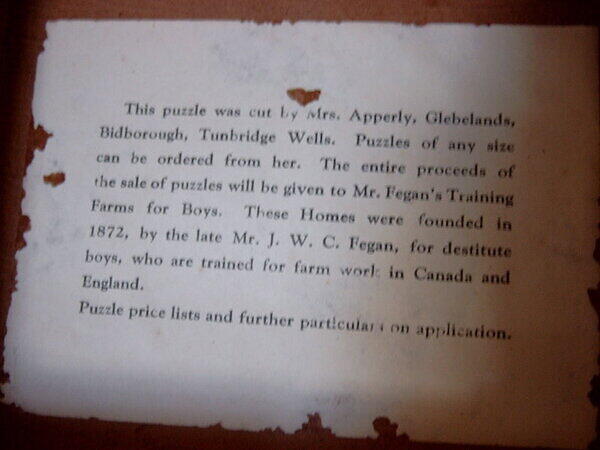 This puzzle was cut by Mrs. Apperly, Glebelands,
Bidborough, Tunbridge Wells. Puzzles of any size
can be ordered from her. The entire proceeds of
the sale of puzzles will be given to Mr. Fegan's Training
Farms for Boys. These Homes were founded in
1872, by the late Mr. J. W. C. Fegan, for destitute
boys, who are trained for farm work in Canada and
England.
Puzzle price lists and further particulars on application.